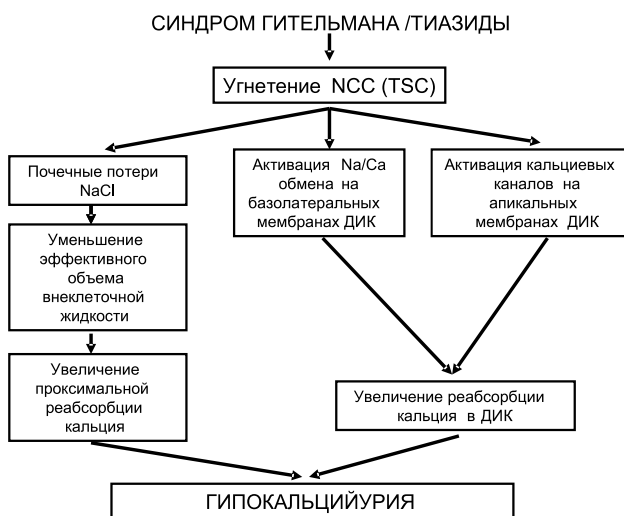 СИНДРОМ ГИТЕЛЬМАНА /ТИАЗИДЫ
Угнетение NCC (TSC)
Почечные потери
NaCl
Уменьшение
эффективного
объема
внеклеточной
жидкости
Увеличение
проксимальной
реабсорбции
кальция
Активация Na/Ca
обмена на
базолатеральных
мембранах ДИК
Активация кальциевых
каналов на
апикальных
мембранах ДИК
Увеличение реабсорбции
кальция в ДИК
ГИПОКАЛЬЦИЙУРИЯ